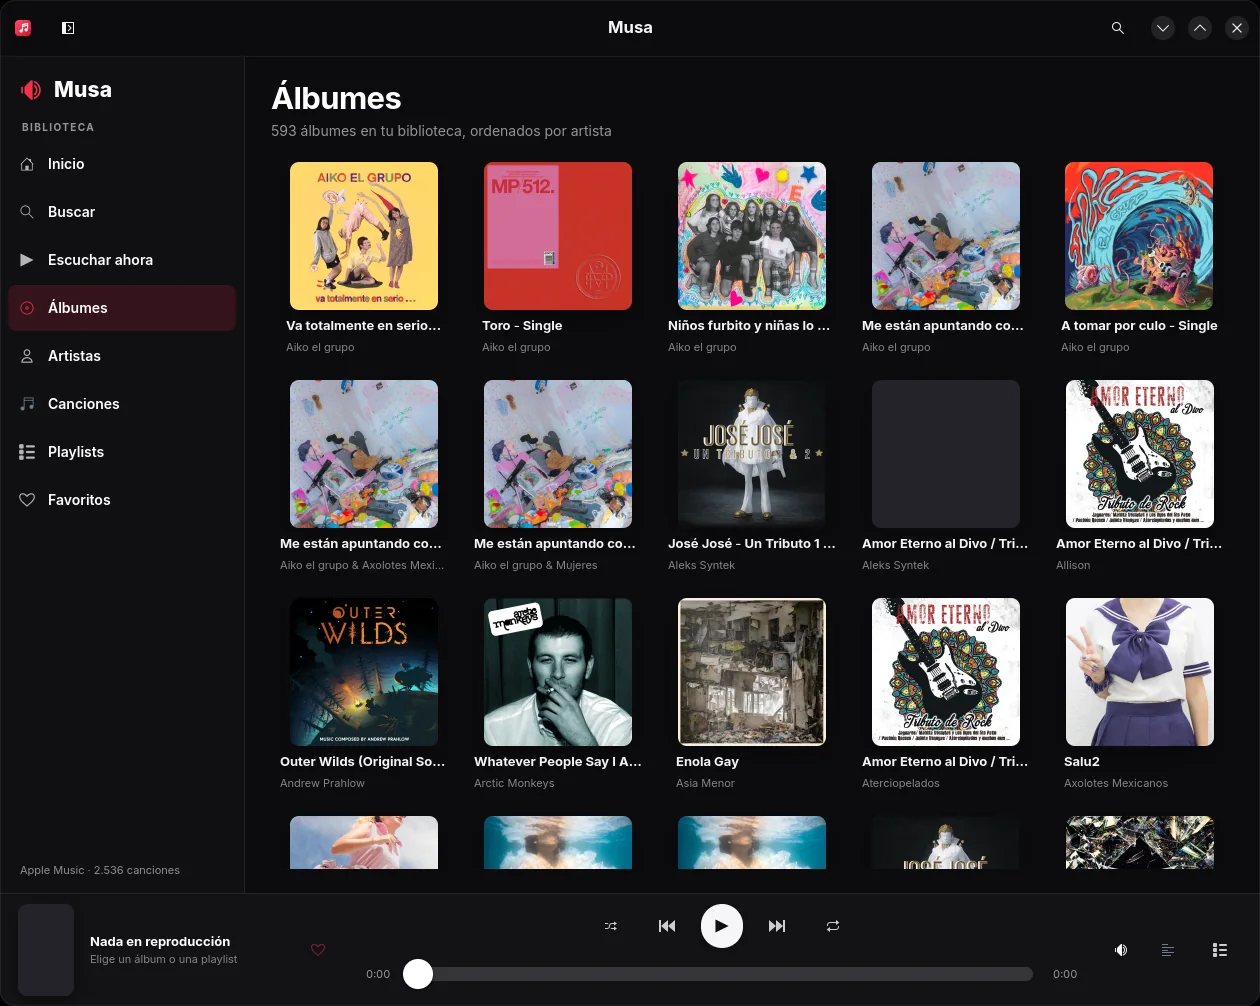 Musa
Musa
BIBLIOTECA
Inicio
Buscar
Escuchar ahora
Álbumes
Artistas
Canciones
Playlists
Favoritos
Apple Music · 2.536 canciones
Álbumes
593 álbumes en tu biblioteca, ordenados por artista
AIKO EL GRUPO
va totalmente en serio ...
MP 512.
E
Va totalmente en serio...
Toro - Single
Niños furbito y niñas lo ...
Me están apuntando co...
A tomar por culo - Single
Aiko el grupo
Aiko el grupo
Aiko el grupo
Aiko el grupo
Aiko el grupo
JOSÉ JOSÉ
UN TRIBUTO 1 & 2
AMOR ETERNO
al Divo
Tributo de Rock
Me están apuntando co...
Me están apuntando co...
José José - Un Tributo 1 ...
Amor Eterno al Divo / Tri...
Amor Eterno al Divo / Tri...
Aiko el grupo & Axolotes Mexi...
Aiko el grupo & Mujeres
Aleks Syntek
Aleks Syntek
Allison
OUTER
WILDS
MUSIC COMPOSED BY ANDREW PRAHLOW
arctic
monkeys
AMOR ETERNO
al Divo
Tributo de Rock
Outer Wilds (Original So...
Whatever People Say I A...
Enola Gay
Amor Eterno al Divo / Tri...
Salu2
Andrew Prahlow
Arctic Monkeys
Asia Menor
Aterciopelados
Axolotes Mexicanos
JOSÉ JOSÉ
Nada en reproducción
Elige un álbum o una playlist
0:00
0:00